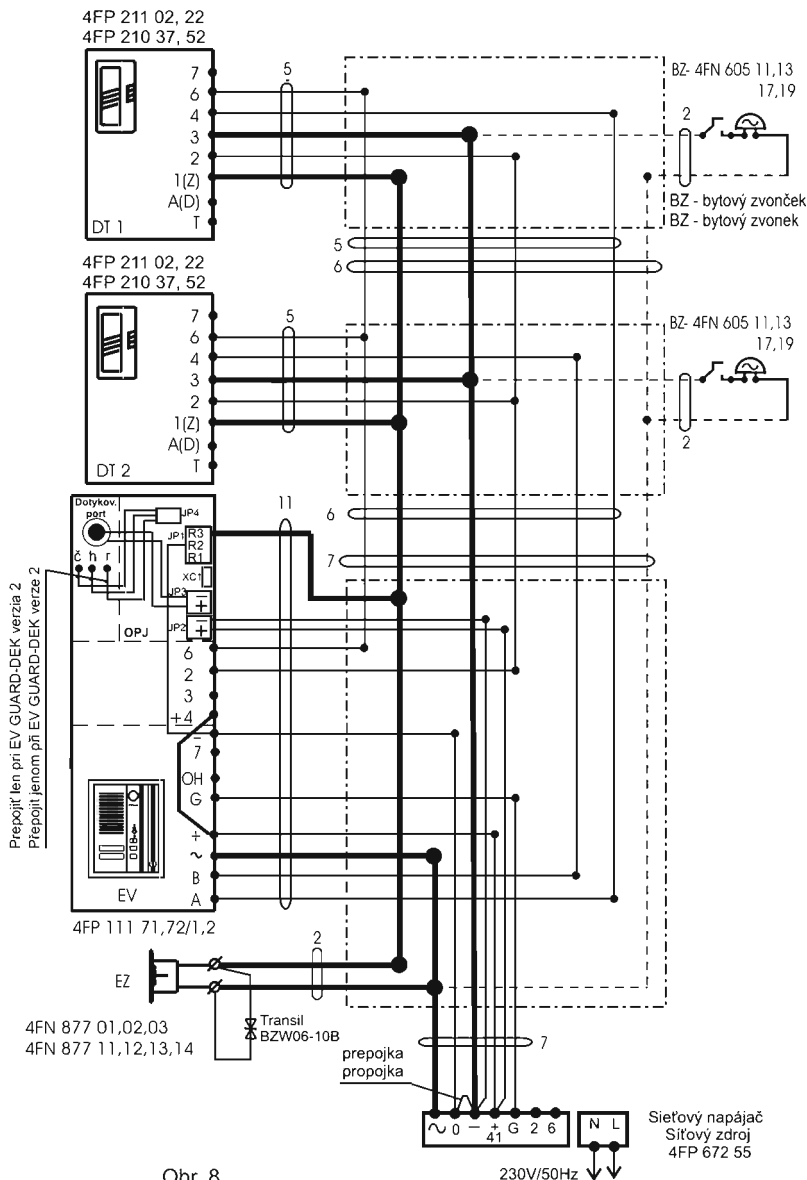 4FP 211 02, 22
4FP 210 37, 52
7
6
4
3
2
1(Z)
A(D)
T
DT 1
5
BZ- 4FN 605 11,13
17,19
2
BZ - bytový zvonček
BZ - bytový zvonek
5
6
4FP 211 02, 22
4FP 210 37, 52
7
6
4
3
2
1(Z)
A(D)
T
DT 2
5
BZ- 4FN 605 11,13
17,19
2
6
7
Dotykov.
port
č h r
JP4
JP1
R3
R2
R1
XC1
JP3
− +
JP2
− +
OPJ
11
6
2
3
+4
−
7
OH
G
+
~
B
A
EV
4FP 111 71,72/1,2
Prepojiť len pri EV GUARD-DEK verzia 2
Přepojit jenom při EV GUARD-DEK verze 2
EZ
2
Transil
BZW06-10B
4FN 877 01,02,03
4FN 877 11,12,13,14
7
prepojka
propojka
~ 0 − + G 2 6
41
N L
Sieťový napájač
Síťový zdroj
4FP 672 55
230V/50Hz
Obr. 8